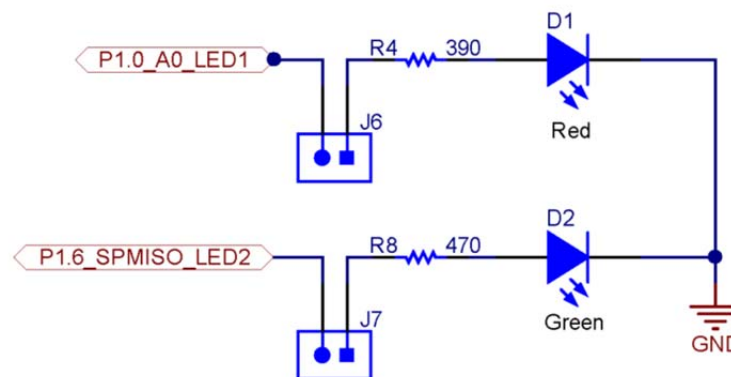 D1
P1.0_A0_LED1
R4 390
J6
Red
D2
P1.6_SPMISO_LED2
R8 470
J7
Green
GND